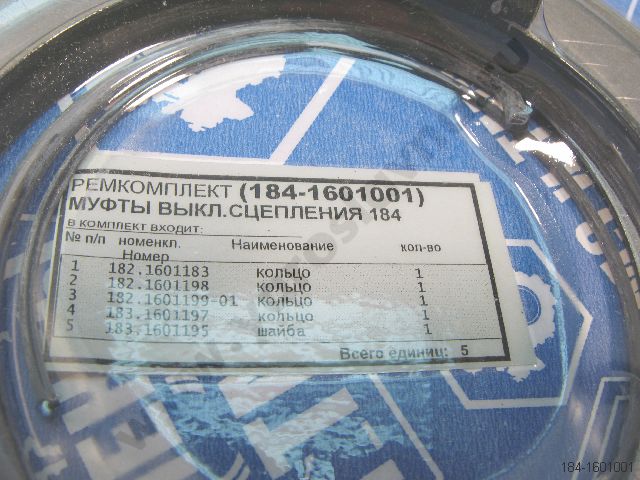 РЕМКОМПЛЕКТ (184-1601001)
МУФТЫ ВЫКЛ.СЦЕПЛЕНИЯ 184
В КОМПЛЕКТ ВХОДИТ:
№ п/п номенкл. Номер Наименование кол-во
1 182.1601183 кольцо 1
2 182.1601198 кольцо 1
3 182.1601199-01 кольцо 1
4 183.1601197 кольцо 1
5 183.1601195 шайба 1
Всего единиц: 5
184-1601001